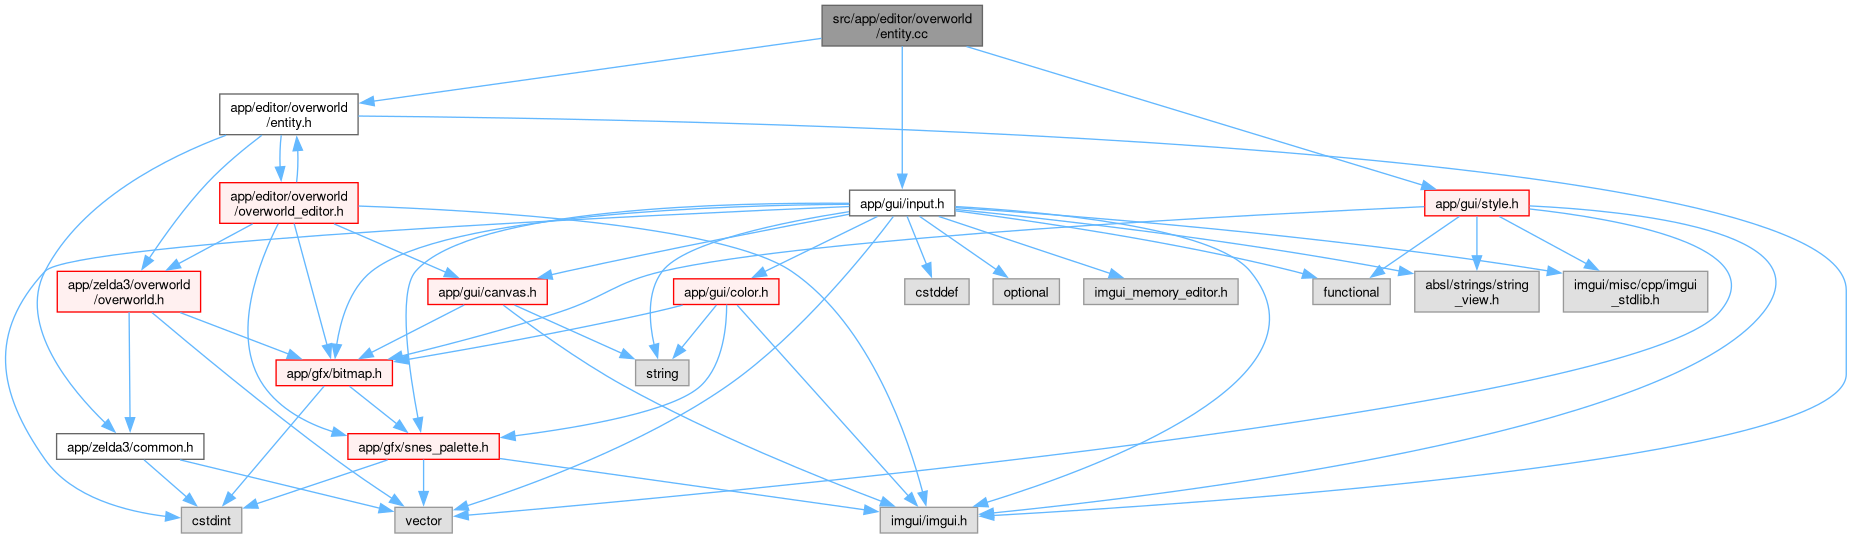 src/app/editor/overworld
/entity.cc
app/editor/overworld
/entity.h
app/editor/overworld
/overworld_editor.h
app/gui/input.h
app/gui/style.h
app/zelda3/overworld
/overworld.h
app/gui/canvas.h
app/gui/color.h
cstddef
optional
imgui_memory_editor.h
functional
absl/strings/string
_view.h
imgui/misc/cpp/imgui
_stdlib.h
app/gfx/bitmap.h
string
app/zelda3/common.h
app/gfx/snes_palette.h
cstdint
vector
imgui/imgui.h